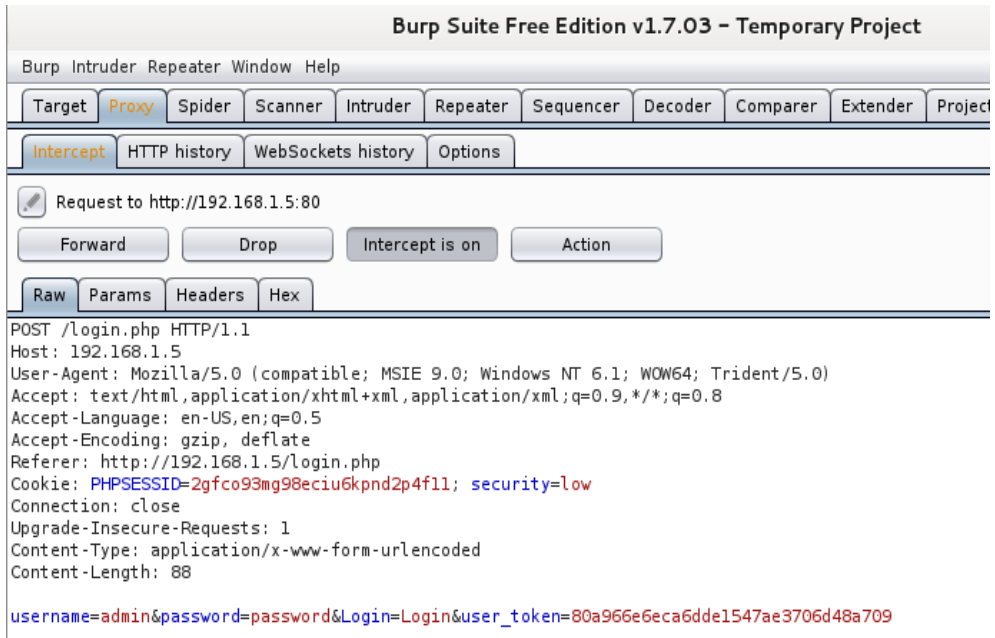 Burp Suite Free Edition v1.7.03 - Temporary Project
Burp Intruder Repeater Window Help
Target Proxy Spider Scanner Intruder Repeater Sequencer Decoder Comparer Extender Project
Intercept HTTP history WebSockets history Options
Request to http://192.168.1.5:80
Forward Drop Intercept is on Action
Raw Params Headers Hex
POST /login.php HTTP/1.1
Host: 192.168.1.5
User-Agent: Mozilla/5.0 (compatible; MSIE 9.0; Windows NT 6.1; WOW64; Trident/5.0)
Accept: text/html,application/xhtml+xml,application/xml;q=0.9,*/*;q=0.8
Accept-Language: en-US,en;q=0.5
Accept-Encoding: gzip, deflate
Referer: http://192.168.1.5/login.php
Cookie: PHPSESSID=2gfco93mg98eciu6kpnd2p4f11; security=low
Connection: close
Upgrade-Insecure-Requests: 1
Content-Type: application/x-www-form-urlencoded
Content-Length: 88
username=admin&password=password&Login=Login&user_token=80a966e6eca6dde1547ae3706d48a709